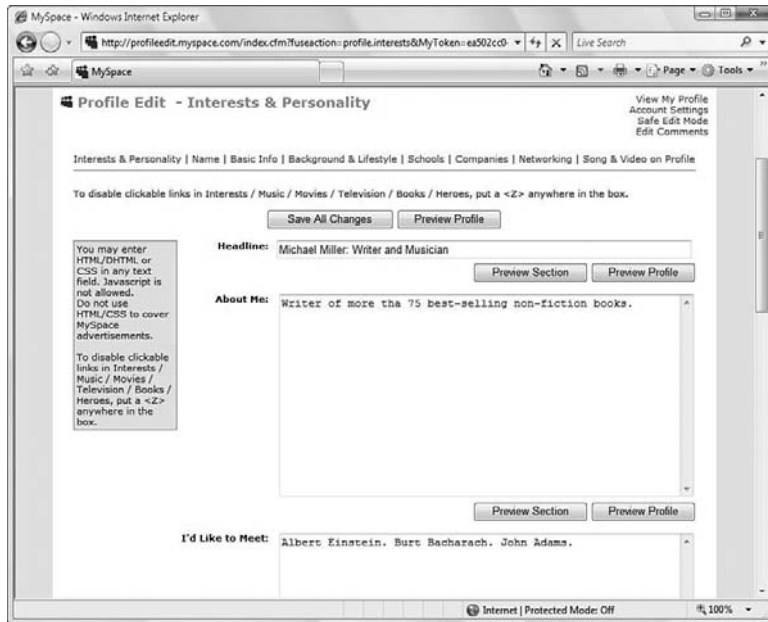 MySpace - Windows Internet Explorer
http://profileedit.myspace.com/index.cfm?fuseaction=profile.interests&MyToken=ea502cc0-
Live Search
MySpace
Page
Tools
Profile Edit - Interests & Personality
View My Profile
Account Settings
Safe Edit Mode
Edit Comments
Interests & Personality | Name | Basic Info | Background & Lifestyle | Schools | Companies | Networking | Song & Video on Profile
To disable clickable links in Interests / Music / Movies / Television / Books / Heroes, put a <Z> anywhere in the box.
Save All Changes Preview Profile
You may enter
HTML/DHTML or
CSS in any text
field. Javascript is
not allowed.
Do not use
HTML/CSS to cover
MySpace
advertisements.
To disable clickable
links in Interests /
Music / Movies /
Television / Books /
Heroes, put a <Z>
anywhere in the
box.
Headline: Michael Miller: Writer and Musician
Preview Section Preview Profile
About Me: Writer of more tha 75 best-selling non-fiction books.
Preview Section Preview Profile
I'd Like to Meet: Albert Einstein. Burt Bacharach. John Adams.
Internet | Protected Mode: Off 100%